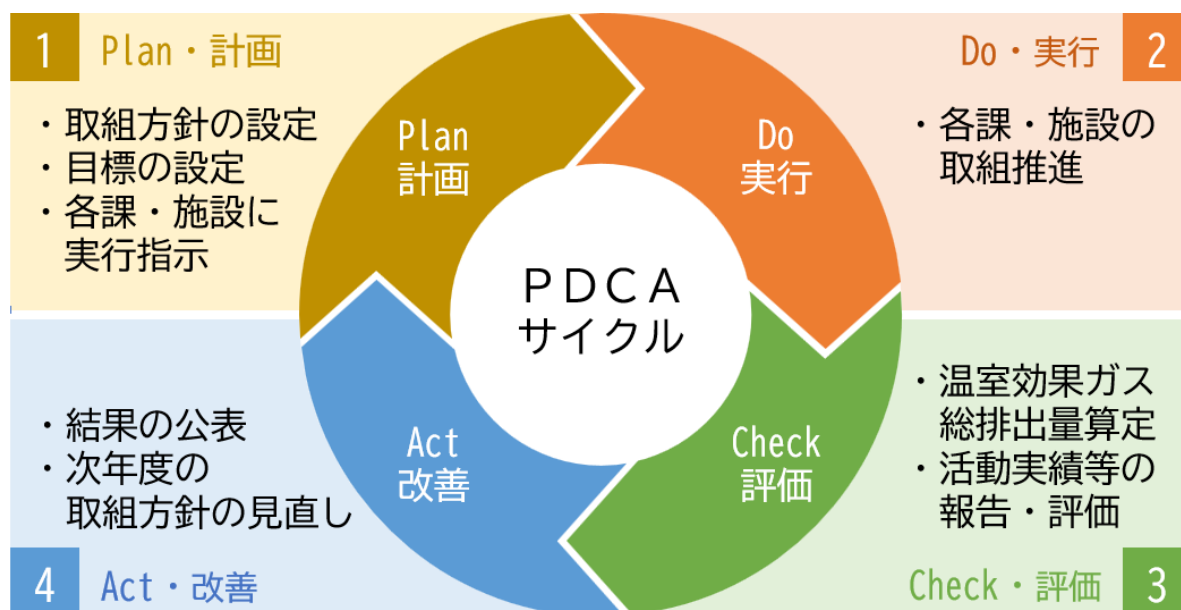 1 Plan・計画
・取組方針の設定
・目標の設定
・各課・施設に
実行指示
Do・実行 2
・各課・施設の
取組推進
Plan
計画
Do
実行
PDCA
サイクル
Act
改善
Check
評価
・結果の公表
・次年度の
取組方針の見直し
4 Act・改善
・温室効果ガス
総排出量算定
・活動実績等の
報告・評価
Check・評価 3